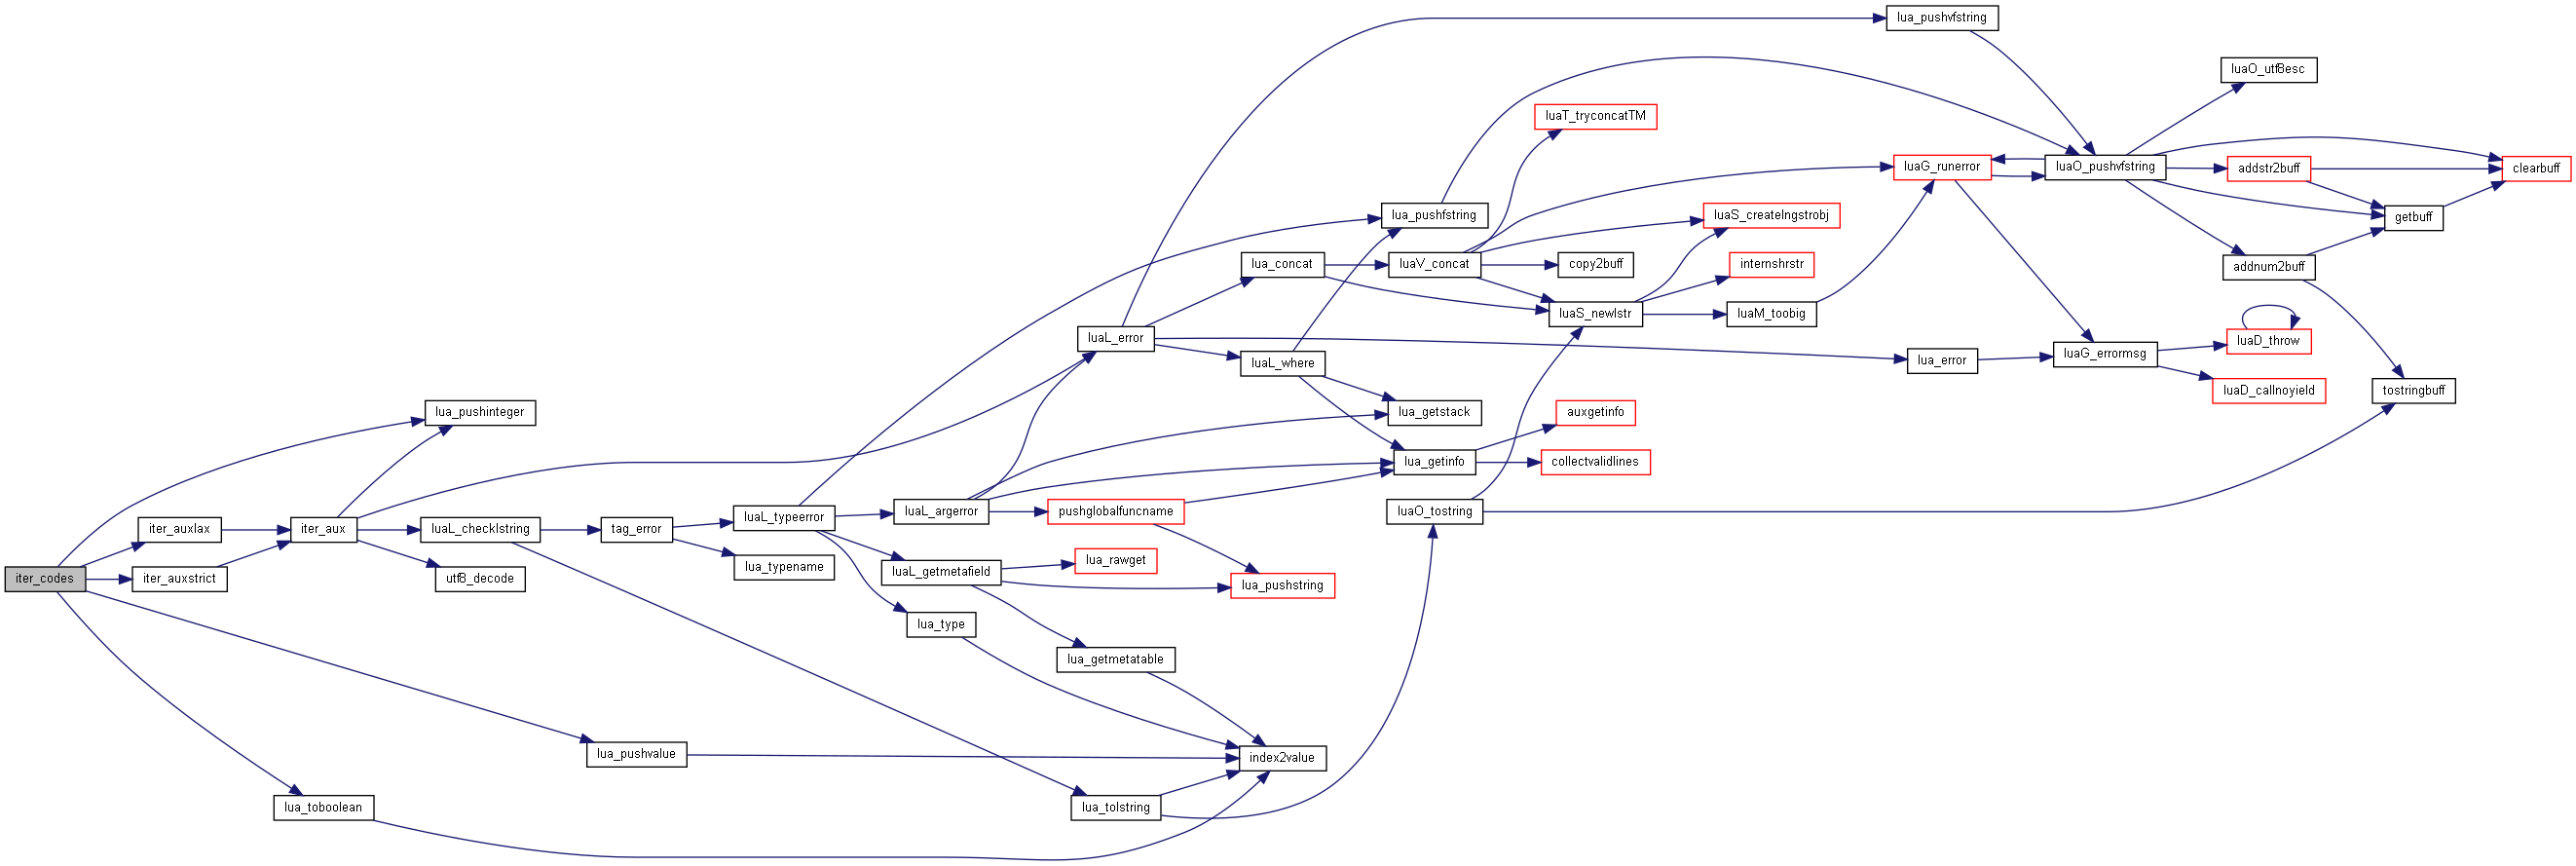 lua_pushvfstring
luaO_utf8esc
luaT_tryconcatTM
luaG_runerror
luaO_pushvfstring
addstr2buff
clearbuff
lua_pushfstring
luaS_createlngstrobj
getbuff
lua_concat
luaV_concat
copy2buff
internshrstr
addnum2buff
luaS_newlstr
luaM_toobig
luaL_error
luaD_throw
luaL_where
lua_error
luaG_errormsg
luaD_callnoyield
tostringbuff
lua_pushinteger
lua_getstack
auxgetinfo
lua_getinfo
collectvalidlines
iter_auxlax
iter_aux
luaL_checklstring
tag_error
luaL_typeerror
luaL_argerror
pushglobalfuncname
luaO_tostring
iter_codes
iter_auxstrict
utf8_decode
lua_typename
luaL_getmetafield
lua_rawget
lua_pushstring
lua_type
lua_getmetatable
lua_pushvalue
index2value
lua_toboolean
lua_tolstring